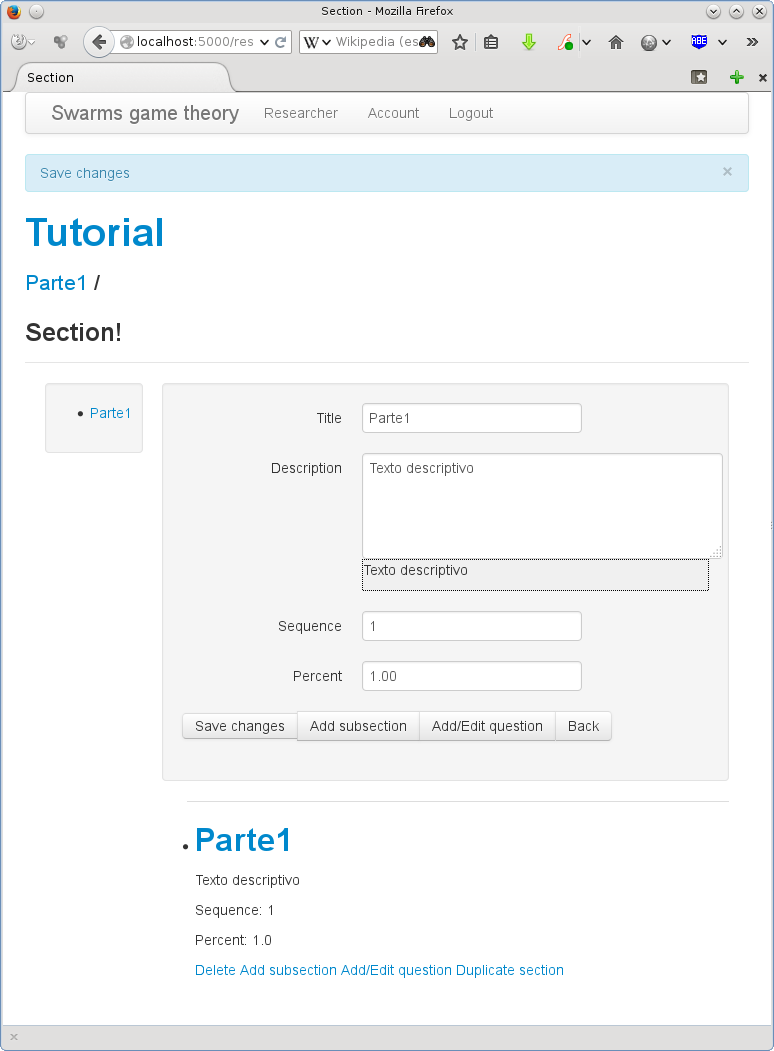 Section - Mozilla Firefox
localhost:5000/res
W Wikipedia (es
ABE
Section
Swarms game theory Researcher Account Logout
Save changes ×
Tutorial
Parte1 /
Section!
• Parte1
Title Parte1
Description Texto descriptivo
Texto descriptivo
Sequence 1
Percent 1.00
Save changes Add subsection Add/Edit question Back
• Parte1
Texto descriptivo
Sequence: 1
Percent: 1.0
Delete Add subsection Add/Edit question Duplicate section